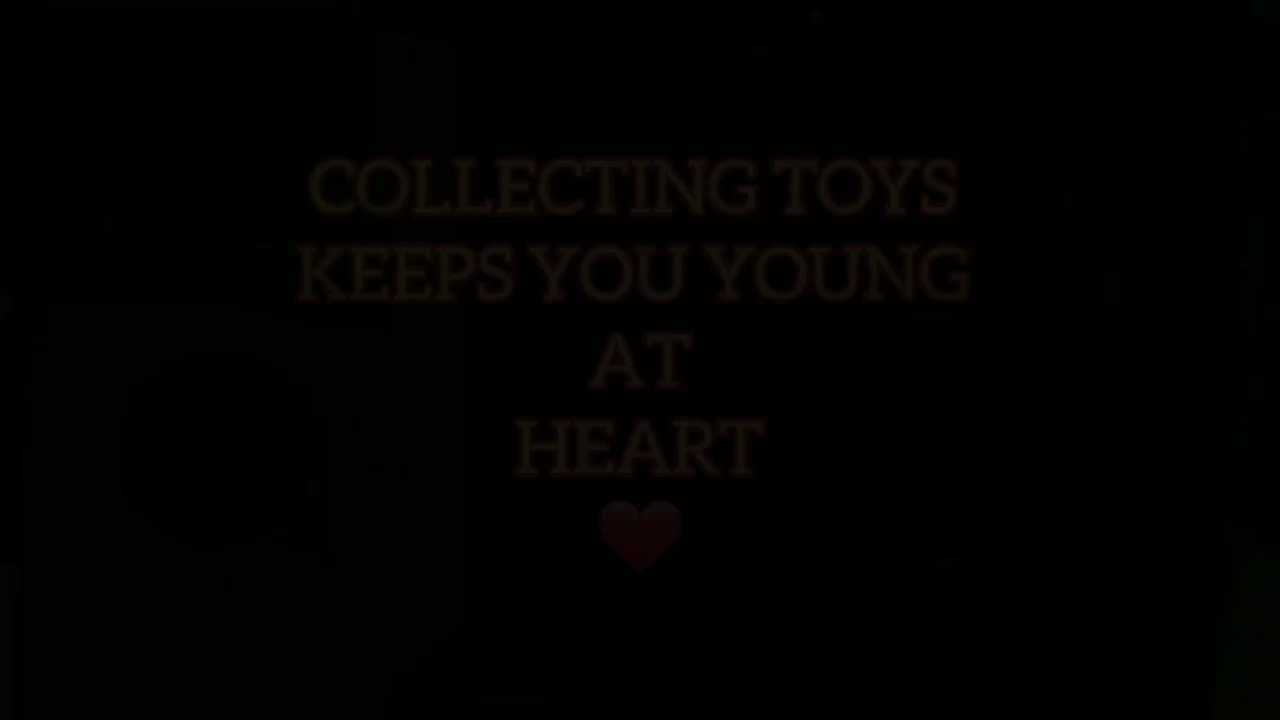 COLLECTING TOYS
KEEPS YOU YOUNG
AT
HEART
❤️